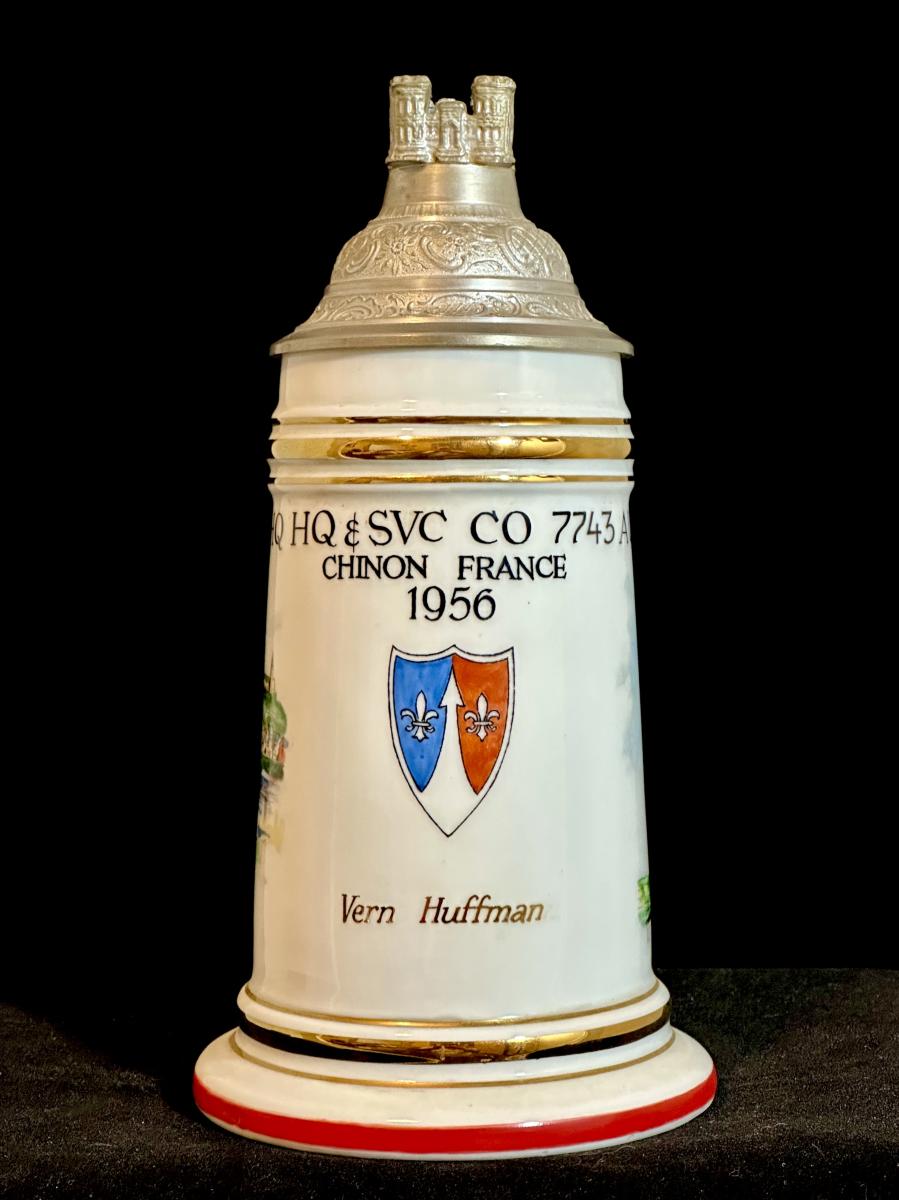 HQ & SVC CO 7743
CHINON FRANCE
1956
Vern Huffman